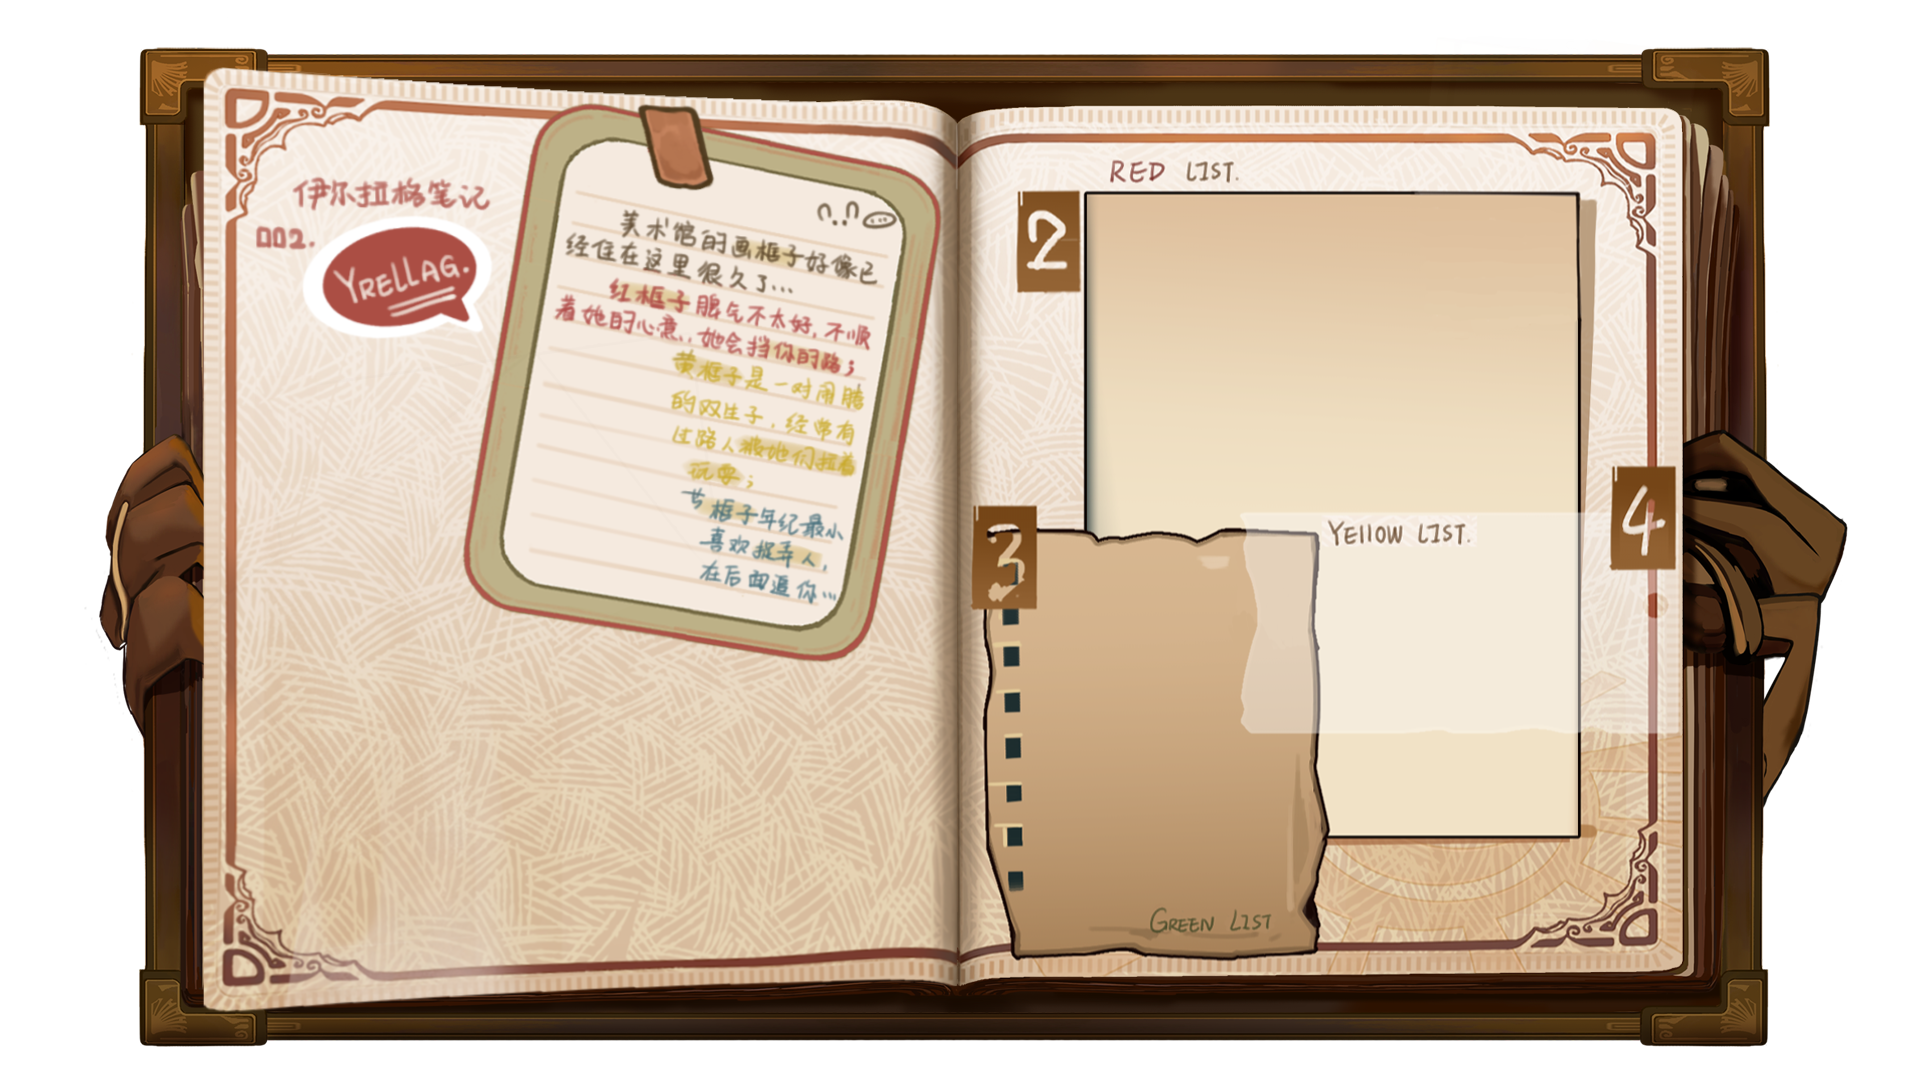 伊尔拉格笔记
002.
YRELLAG.
美术馆的画框子好像已
经住在这里很久了...
红框子脾气不太好,不顺
着她的心意..她会挡你的路;
黄框子是一对闹腾
的双生子,经常有
过路人被她们捉着
玩耍;
框子年纪最小
喜欢捉弄人,
在后面追你...
RED LIST.
2
3
4
YEllOW LIST.
GREEN LIST